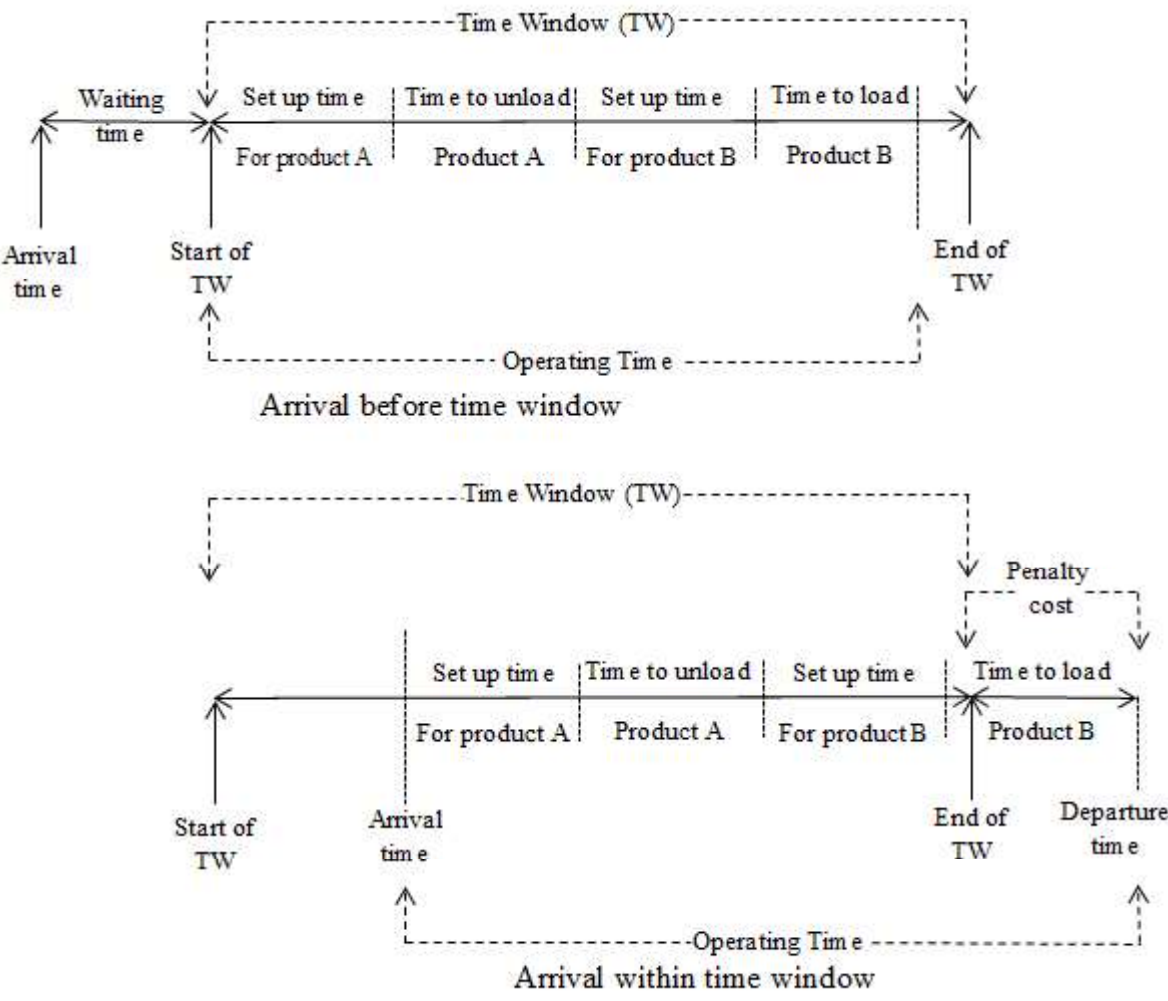 Time Window (TW)
Waiting
time
Set up time
Time to unload
Set up time
Time to load
For product A
Product A
For product B
Product B
Arrival
time
Start of
TW
End of
TW
Operating Time
Arrival before time window
Time Window (TW)
Penalty
cost
Set up time
Time to unload
Set up time
Time to load
For product A
Product A
For product B
Product B
Start of
TW
Arrival
time
End of
TW
Departure
time
Operating Time
Arrival within time window